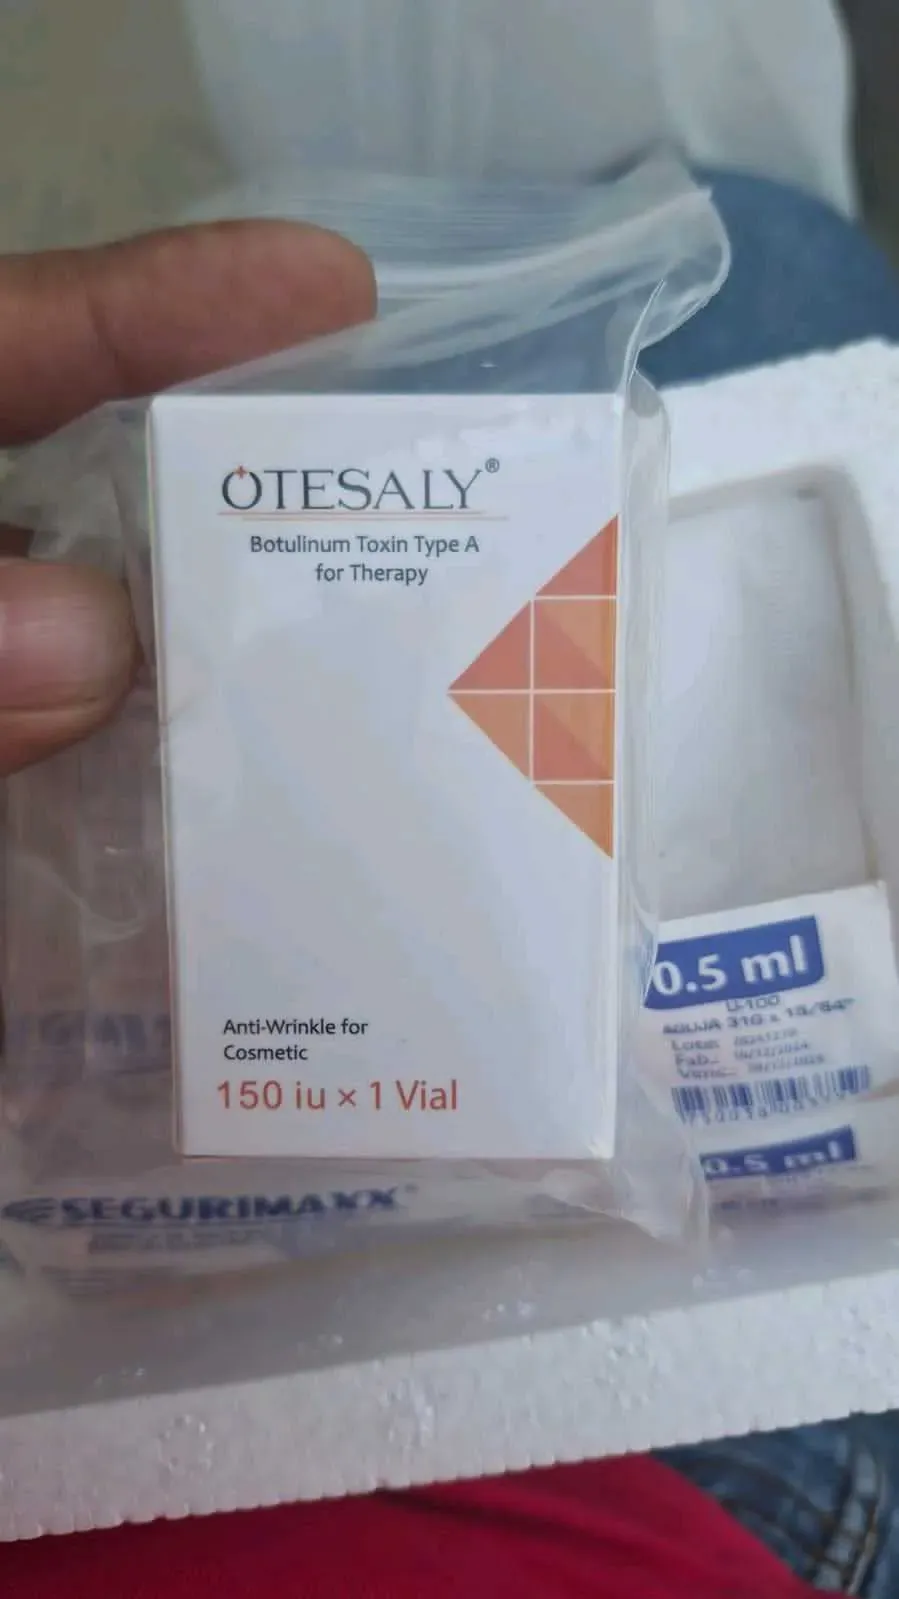 OTESALY®
Botulinum Toxin Type A
for Therapy
Anti-Wrinkle for
Cosmetic
150 iu × 1 Vial
0.5 ml
U-100
AGUJA 31G x 13/64"
Lote:
Fab.:
Venc.:
0.5 ml
SEGURIMAXX